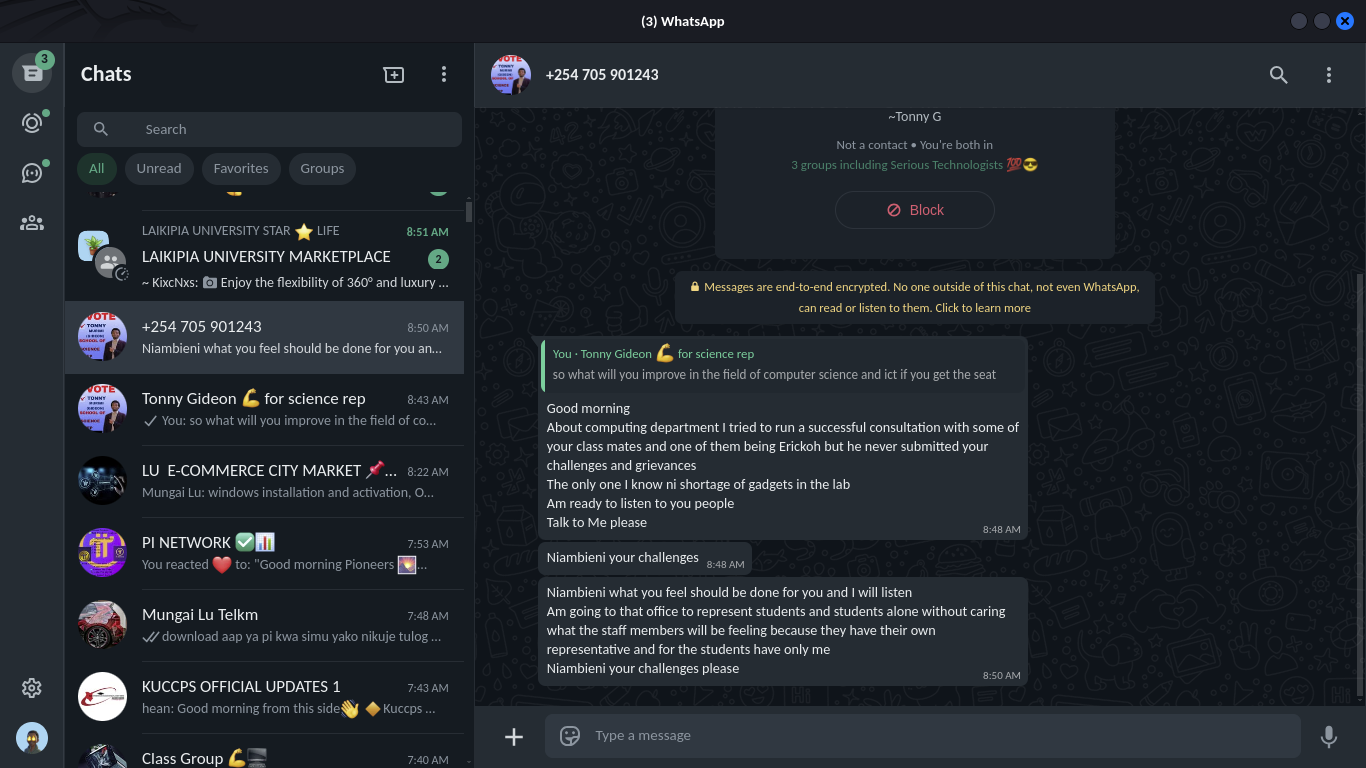 (3) WhatsApp
3
Chats
Search
All
Unread
Favorites
Groups
LAIKIPIA UNIVERSITY STAR ⭐ LIFE
8:51 AM
LAIKIPIA UNIVERSITY MARKETPLACE
2
~ KixcNxs: 📷 Enjoy the flexibility of 360° and luxury ...
+254 705 901243
8:50 AM
Niambieni what you feel should be done for you an...
Tonny Gideon 💪 for science rep
8:43 AM
You: so what will you improve in the field of co...
LU E-COMMERCE CITY MARKET 📌...
8:22 AM
Mungai Lu: windows installation and activation, O...
PI NETWORK ✅📊
7:53 AM
You reacted ❤️ to: "Good morning Pioneers 🌄...
Mungai Lu Telkm
7:48 AM
download aap ya pi kwa simu yako nikuje tulog ...
KUCCPS OFFICIAL UPDATES 1
7:43 AM
hean: Good morning from this side👋 🔶Kuccps ...
Class Group 💪
7:40 AM
VOTE
TONNY
+254 705 901243
~Tonny G
Not a contact • You're both in
3 groups including Serious Technologists 💯😎
Block
Messages are end-to-end encrypted. No one outside of this chat, not even WhatsApp,
can read or listen to them. Click to learn more
You · Tonny Gideon 💪 for science rep
so what will you improve in the field of computer science and ict if you get the seat
Good morning
About computing department I tried to run a successful consultation with some of
your class mates and one of them being Erickoh but he never submitted your
challenges and grievances
The only one I know ni shortage of gadgets in the lab
Am ready to listen to you people
Talk to Me please
8:48 AM
Niambieni your challenges
8:48 AM
Niambieni what you feel should be done for you and I will listen
Am going to that office to represent students and students alone without caring
what the staff members will be feeling because they have their own
representative and for the students have only me
Niambieni your challenges please
8:50 AM
Type a message